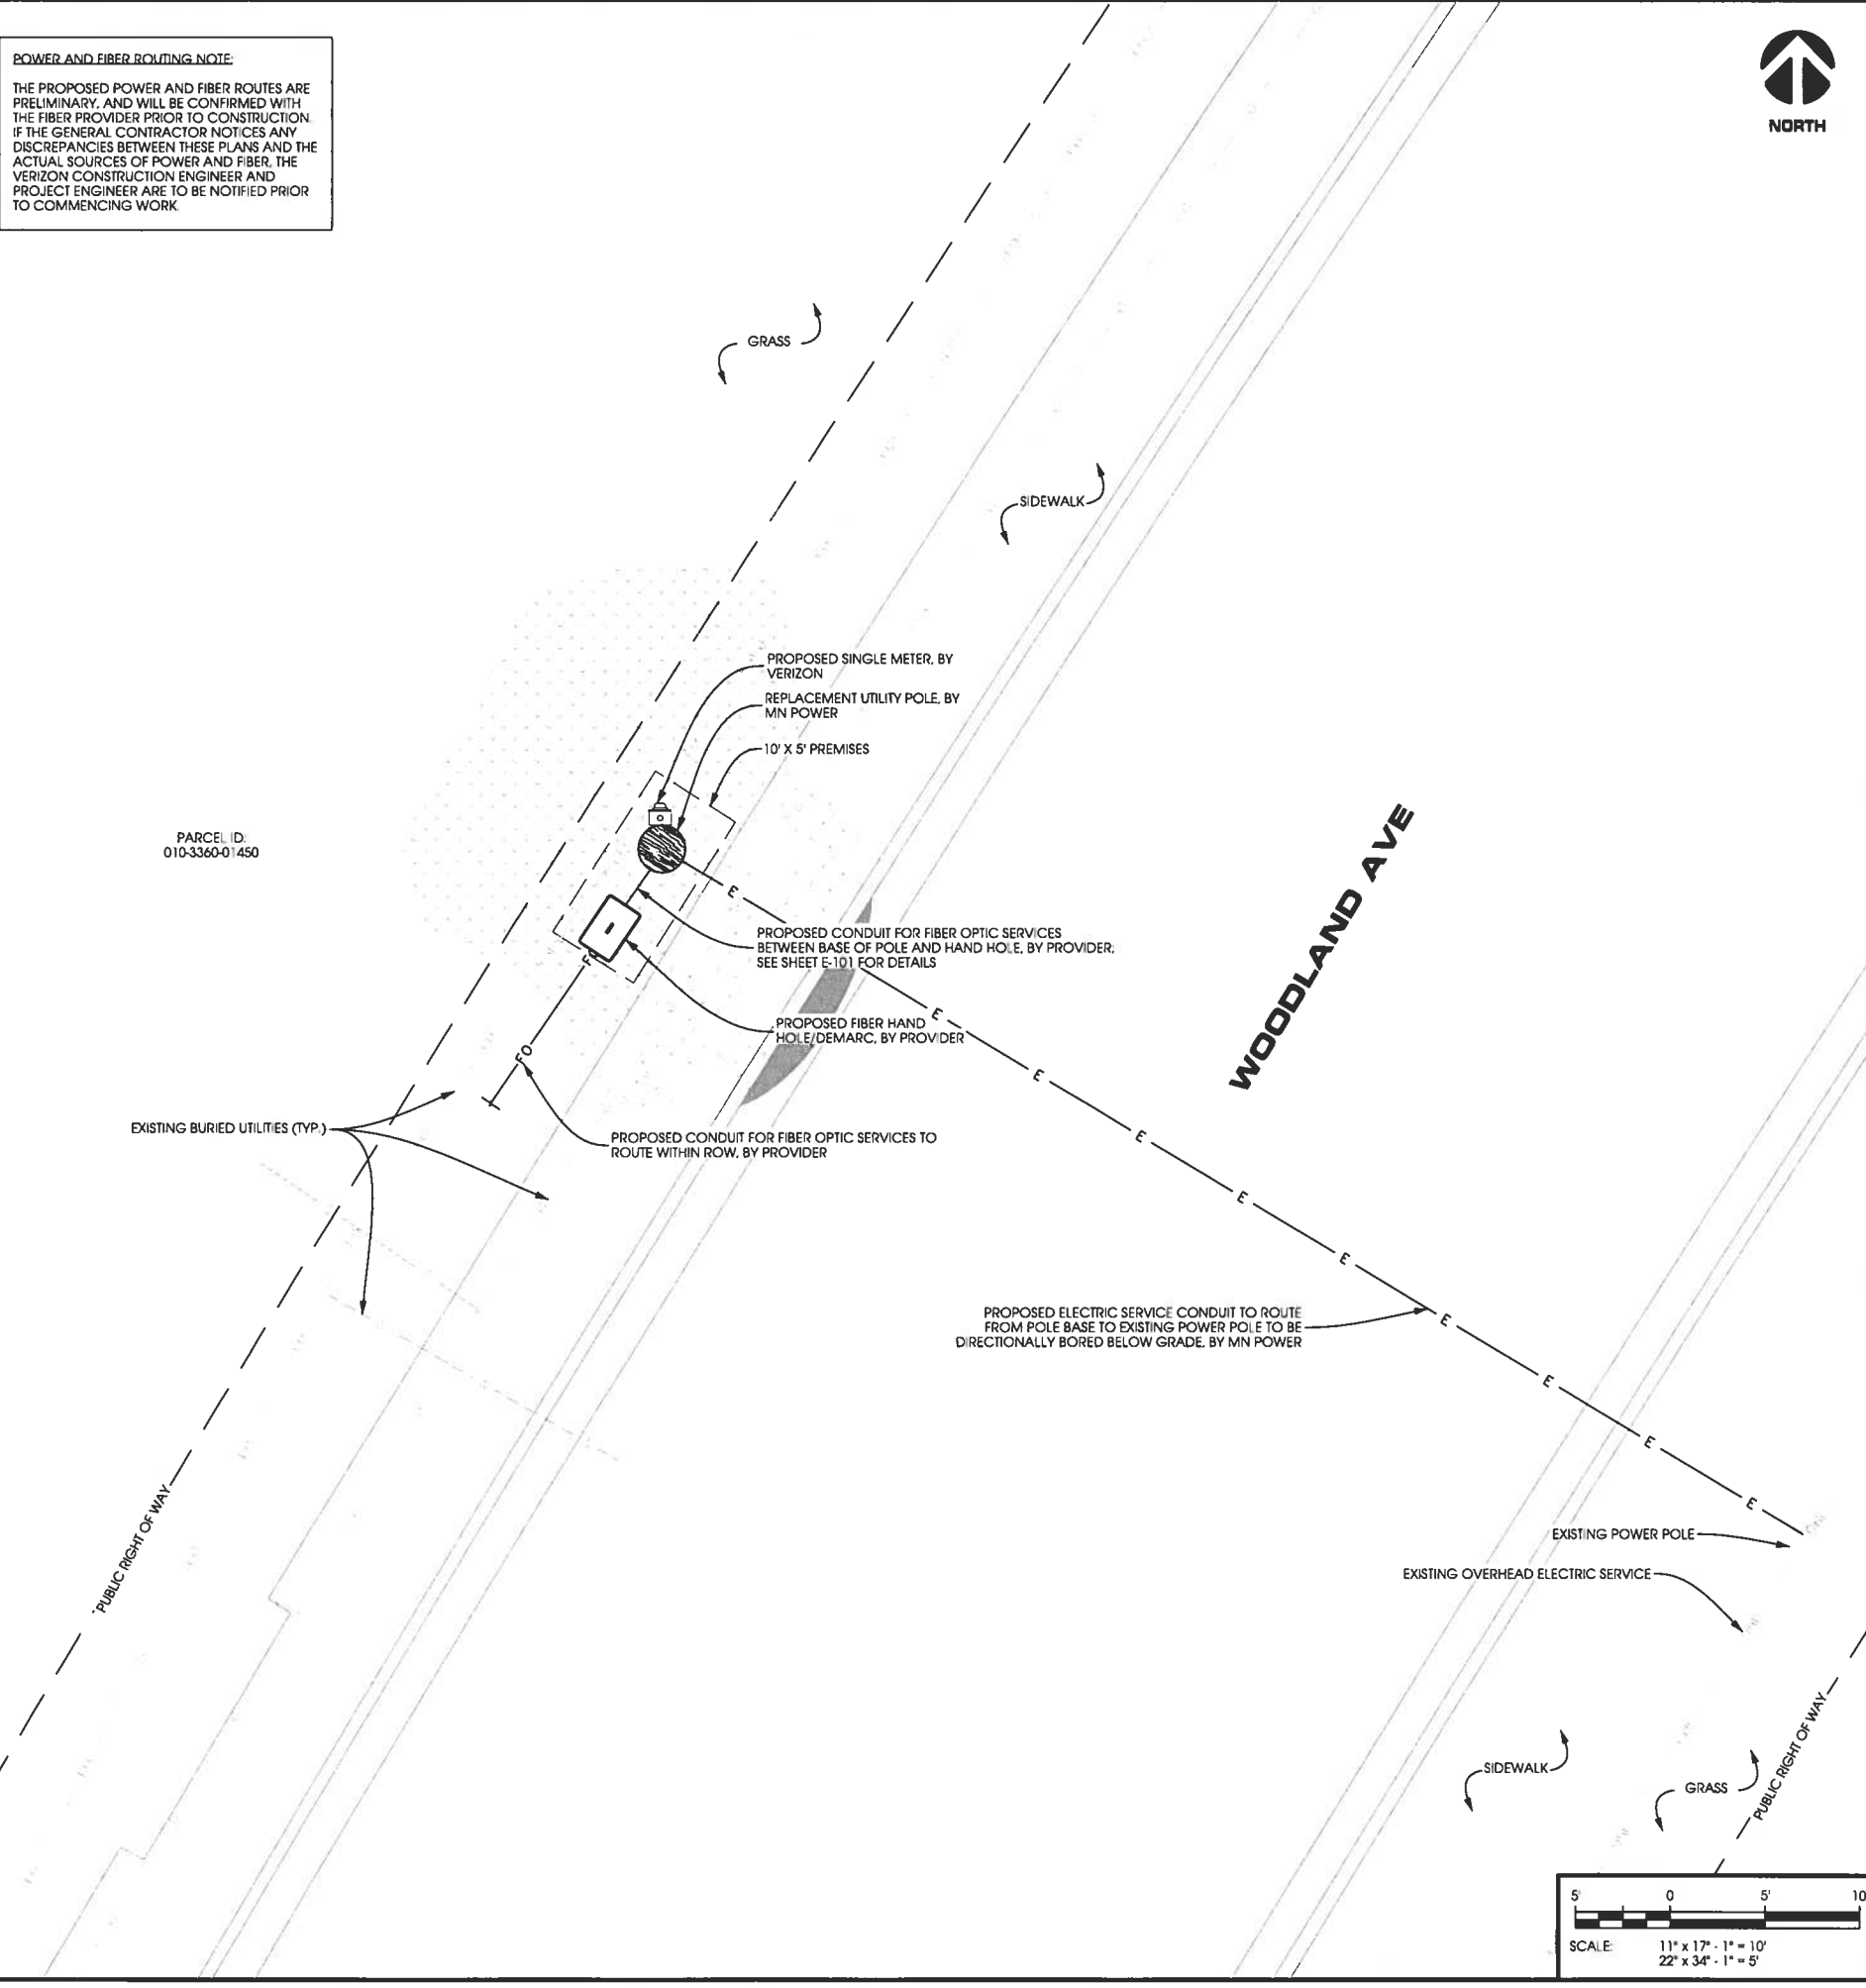 POWER AND FIBER ROUTING NOTE:
THE PROPOSED POWER AND FIBER ROUTES ARE
PRELIMINARY, AND WILL BE CONFIRMED WITH
THE FIBER PROVIDER PRIOR TO CONSTRUCTION.
IF THE GENERAL CONTRACTOR NOTICES ANY
DISCREPANCIES BETWEEN THESE PLANS AND THE
ACTUAL SOURCES OF POWER AND FIBER, THE
VERIZON CONSTRUCTION ENGINEER AND
PROJECT ENGINEER ARE TO BE NOTIFIED PRIOR
TO COMMENCING WORK.
NORTH
GRASS
SIDEWALK
PROPOSED SINGLE METER, BY
VERIZON
REPLACEMENT UTILITY POLE, BY
MN POWER
10' X 5' PREMISES
PARCEL ID:
010-3360-01450
WOODLAND AVE
E
PROPOSED CONDUIT FOR FIBER OPTIC SERVICES
BETWEEN BASE OF POLE AND HAND HOLE, BY PROVIDER;
SEE SHEET E-101 FOR DETAILS
F
E
PROPOSED FIBER HAND
HOLE/DEMARC, BY PROVIDER
FO
E
EXISTING BURIED UTILITIES (TYP.)
PROPOSED CONDUIT FOR FIBER OPTIC SERVICES TO
ROUTE WITHIN ROW, BY PROVIDER
E
E
E
PROPOSED ELECTRIC SERVICE CONDUIT TO ROUTE
FROM POLE BASE TO EXISTING POWER POLE TO BE
DIRECTIONALLY BORED BELOW GRADE, BY MN POWER
E
E
E
E
PUBLIC RIGHT OF WAY
EXISTING POWER POLE
EXISTING OVERHEAD ELECTRIC SERVICE
SIDEWALK
GRASS
PUBLIC RIGHT OF WAY
5' 0 5' 10
SCALE: 11" x 17" - 1" = 10'
22" x 34" - 1" = 5'